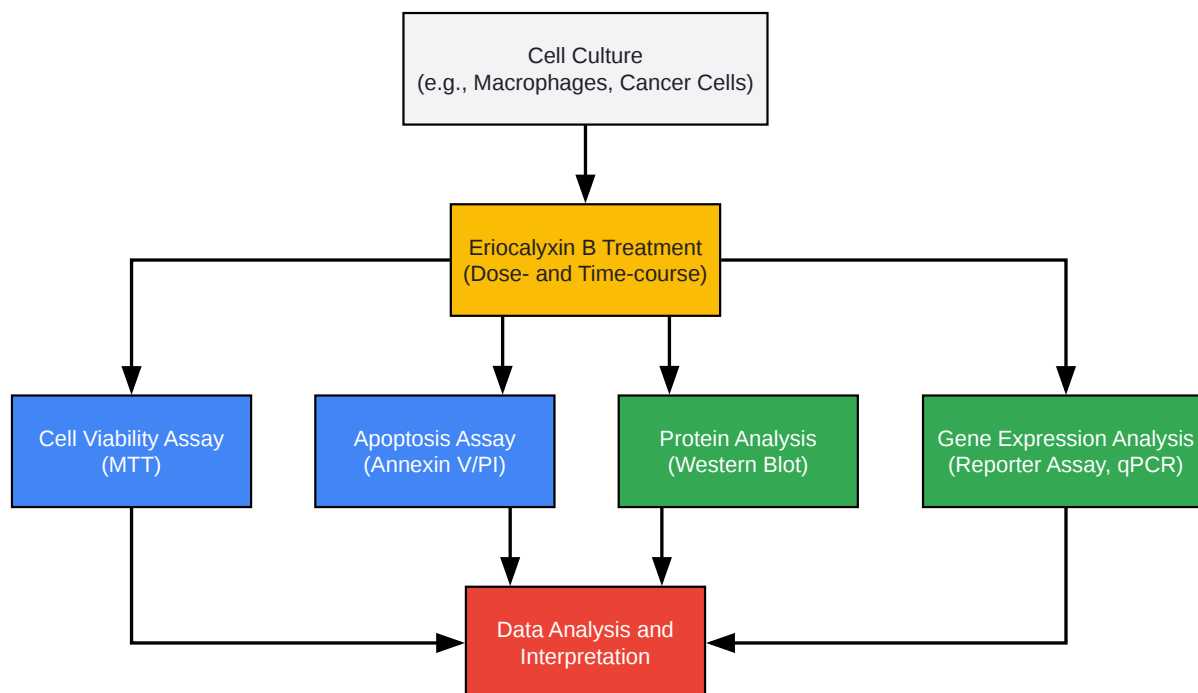 Cell Culture
(e.g., Macrophages, Cancer Cells)
Eriocalyxin B Treatment
(Dose- and Time-course)
Cell Viability Assay
(MTT)
Apoptosis Assay
(Annexin V/PI)
Protein Analysis
(Western Blot)
Gene Expression Analysis
(Reporter Assay, qPCR)
Data Analysis and
Interpretation